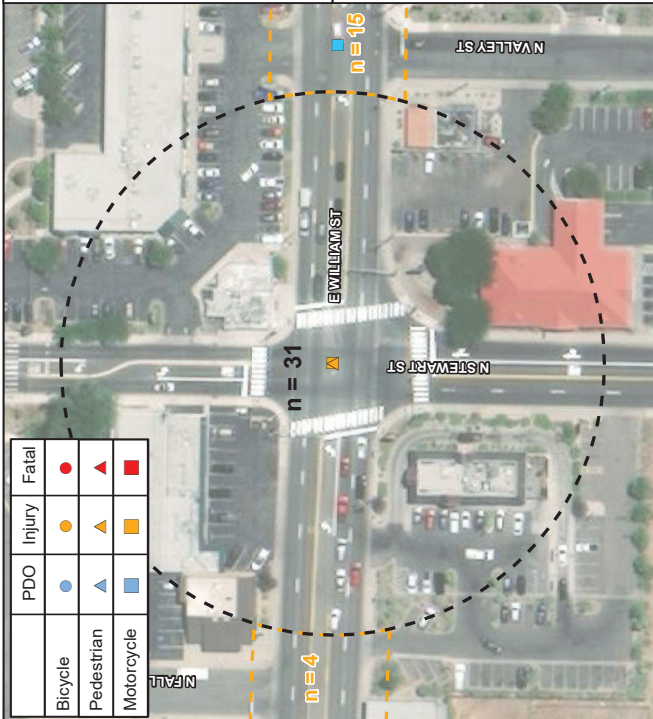 n = 15
N VALLEY ST
E WILLIAM ST
n = 31
N STEWART ST
PDO Injury Fatal
Bicycle
Pedestrian
Motorcycle
N FALL
n = 4